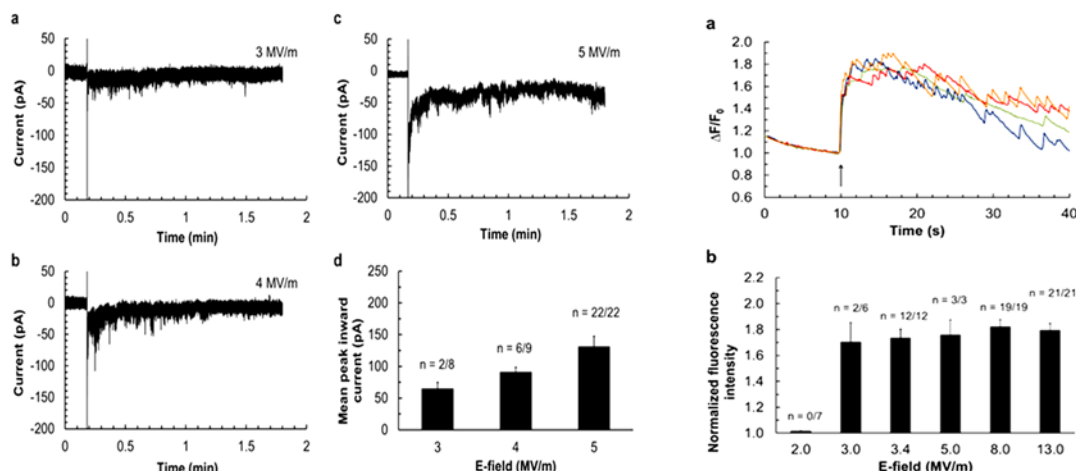 a
50
0
-50
-100
-150
-200
Current (pA)
3 MV/m
0 0.5 1 1.5 2
Time (min)
b
50
0
-50
-100
-150
-200
Current (pA)
4 MV/m
0 0.5 1 1.5 2
Time (min)
c
50
0
-50
-100
-150
-200
Current (pA)
5 MV/m
0 0.5 1 1.5 2
Time (min)
d
250
200
150
100
50
0
Mean peak inward
current (pA)
n = 2/8
n = 6/9
n = 22/22
3 4 5
E-field (MV/m)
a
2.0
1.8
1.6
1.4
1.2
1.0
0.8
0.6
ΔF/F0
0 10 20 30 40
Time (s)
b
2.0
1.8
1.6
1.4
1.2
1.0
Normalized fluorescence
intensity
n = 0/7
n = 2/6
n = 12/12
n = 3/3
n = 19/19
n = 21/21
2.0 3.0 3.4 5.0 8.0 13.0
E-field (MV/m)